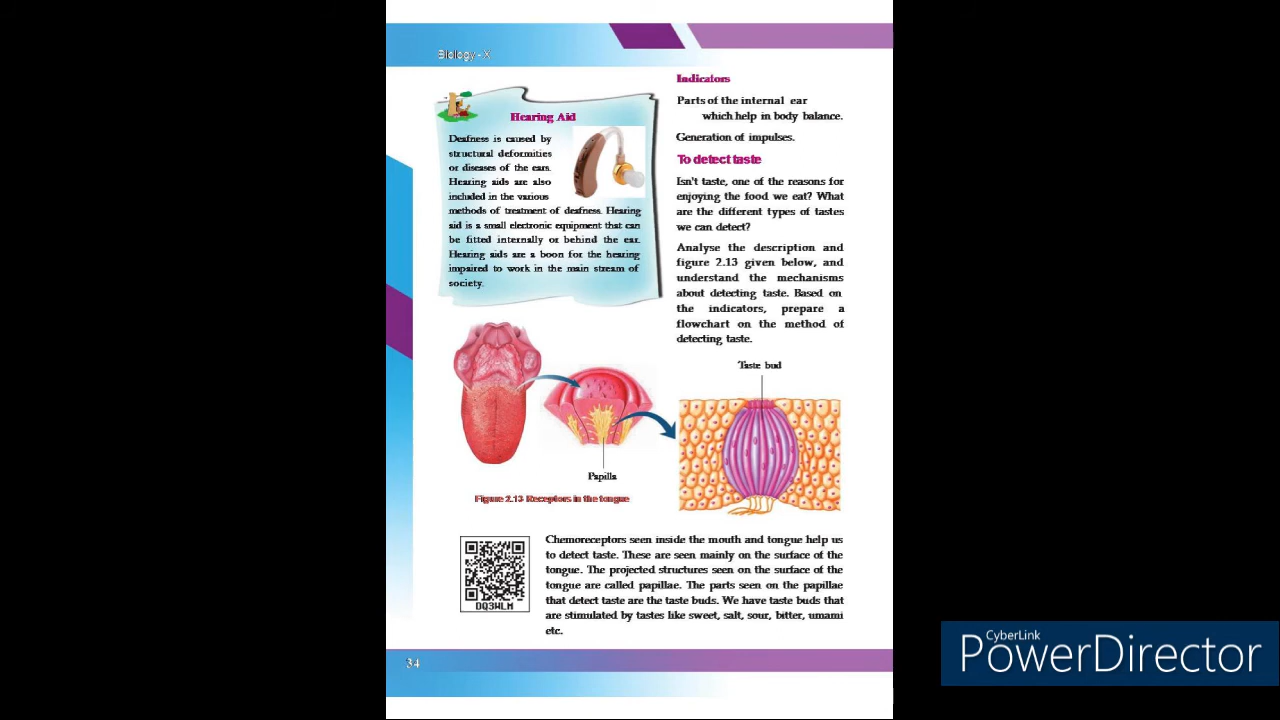 Biology - X
Hearing Aid
Deafness is caused by
structural deformities
or diseases of the ears.
Hearing aids are also
included in the various
methods of treatment of deafness. Hearing
aid is a small electronic equipment that can
be fitted internally or behind the ear.
Hearing aids are a boon for the hearing
impaired to work in the main stream of
society.
Indicators
Parts of the internal ear
which help in body balance.
Generation of impulses.
To detect taste
Isn't taste, one of the reasons for
enjoying the food we eat? What
are the different types of tastes
we can detect?
Analyse the description and
figure 2.13 given below, and
understand the mechanisms
about detecting taste. Based on
the indicators, prepare a
flowchart on the method of
detecting taste.
Taste bud
Papilla
Figure 2.13 Receptors in the tongue
DQ3WLM
Chemoreceptors seen inside the mouth and tongue help us
to detect taste. These are seen mainly on the surface of the
tongue. The projected structures seen on the surface of the
tongue are called papillae. The parts seen on the papillae
that detect taste are the taste buds. We have taste buds that
are stimulated by tastes like sweet, salt, sour, bitter, umami
etc.
34
CyberLink
PowerDirector